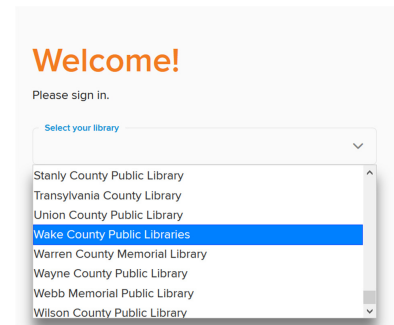 Welcome!
Please sign in.
Select your library
Stanly County Public Library
Transylvania County Library
Union County Public Library
Wake County Public Libraries
Warren County Memorial Library
Wayne County Public Library
Webb Memorial Public Library
Wilson County Public Library